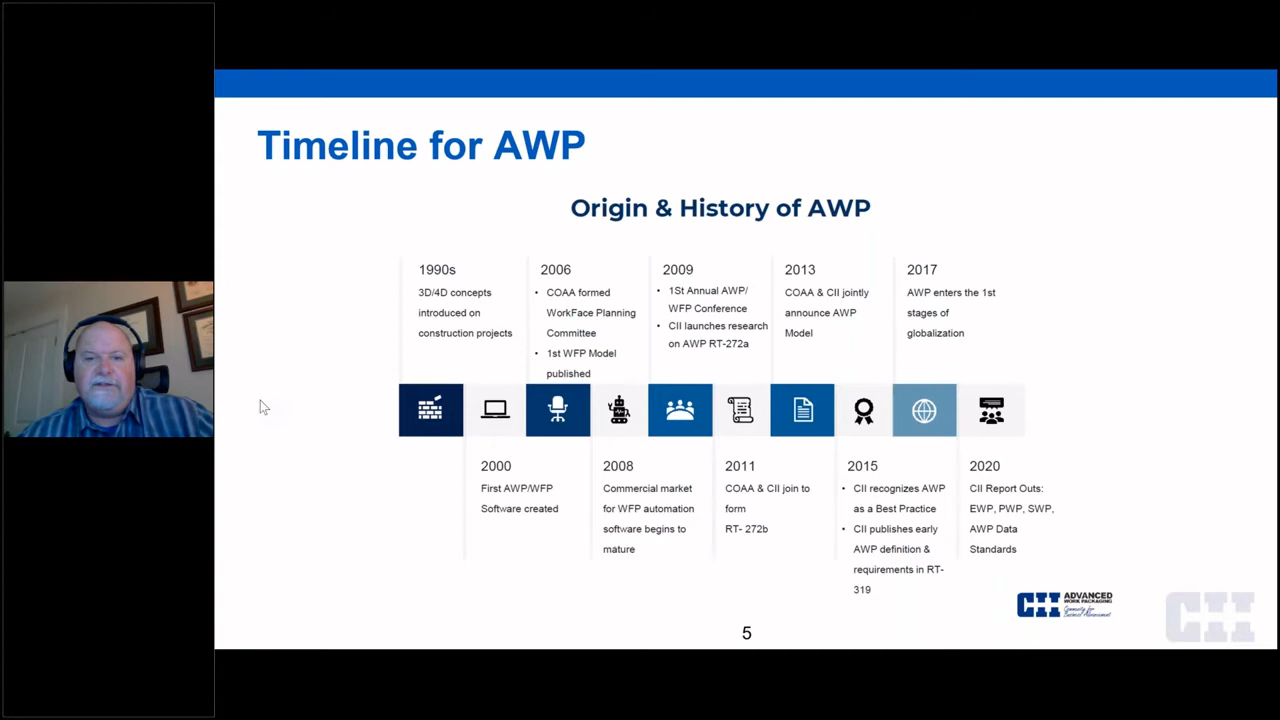 Timeline for AWP
Origin & History of AWP
1990s
3D/4D concepts
introduced on
construction projects
2006
• COAA formed
WorkFace Planning
Committee
• 1st WFP Model
published
2009
• 1St Annual AWP/
WFP Conference
• CII launches research
on AWP RT-272a
2013
COAA & CII jointly
announce AWP
Model
2017
AWP enters the 1st
stages of
globalization
2000
First AWP/WFP
Software created
2008
Commercial market
for WFP automation
software begins to
mature
2011
COAA & CII join to
form
RT- 272b
2015
• CII recognizes AWP
as a Best Practice
• CII publishes early
AWP definition &
requirements in RT-
319
2020
CII Report Outs:
EWP, PWP, SWP,
AWP Data
Standards
CII ADVANCED
WORK PACKAGING
Community for
Business Advancement
CII
5